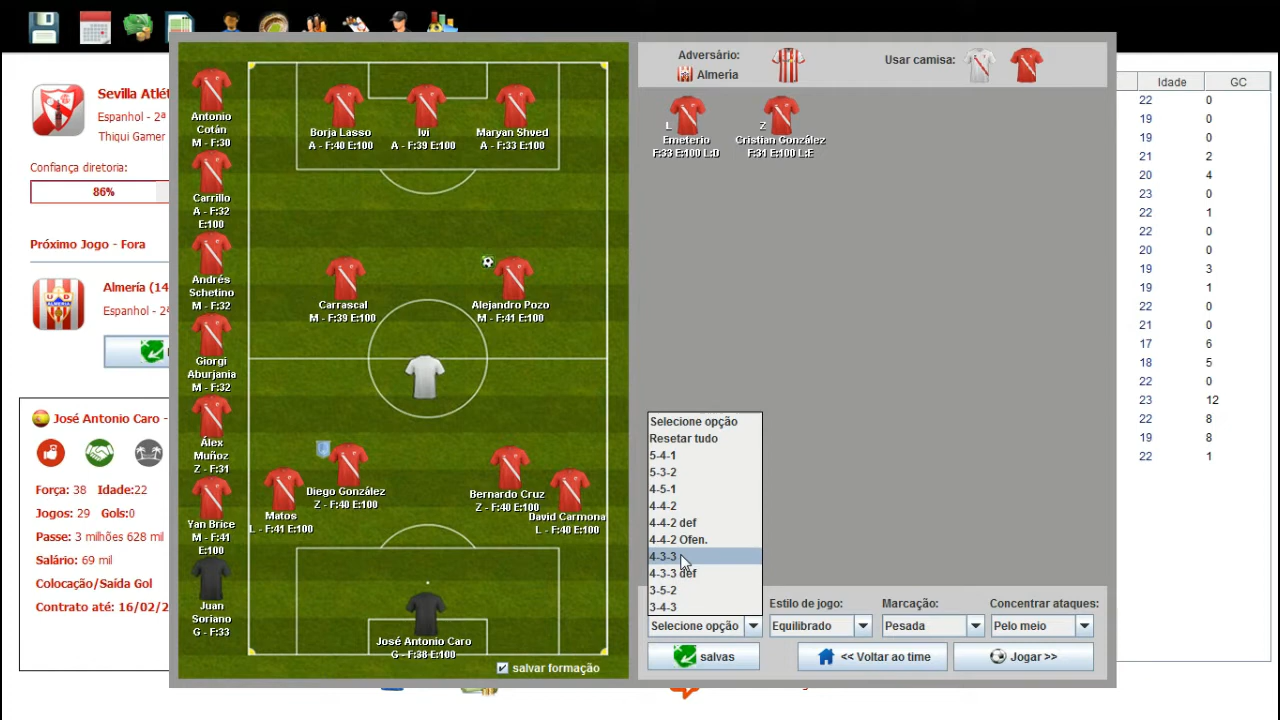 Sevilla Atlé
Espanhol - 2ª
Thiqui Gamer
Confiança diretoria:
86%
Próximo Jogo - Fora
Almería (14
Espanhol - 2ª
José Antonio Caro -
Força: 38 Idade:22
Jogos: 29 Gols:0
Passe: 3 milhões 628 mil
Salário: 69 mil
Colocação/Saída Gol
Contrato até: 16/02/2
Antonio
Cotán
M - F:30
Carrillo
A - F:32
E:100
Andrés
Schetino
M - F:32
Giorgi
Aburjania
M - F:32
Álex
Muñoz
Z - F:31
Yan Brice
M - F:41
E:100
Juan
Soriano
G - F:33
Borja Lasso
A - F:40 E:100
Ivi
A - F:39 E:100
Maryan Shved
A - F:33 E:100
Carrascal
M - F:39 E:100
Alejandro Pozo
M - F:41 E:100
Matos
L - F:41 E:100
Diego González
Z - F:40 E:100
Bernardo Cruz
Z - F:40 E:100
David Carmona
L - F:40 E:100
José Antonio Caro
G - F:38 E:100
salvar formação
Adversário:
Almeria
Usar camisa:
L
Emeterio
F:33 E:100 L:D
Z
Cristian González
F:31 E:100 L:E
Selecione opção
Resetar tudo
5-4-1
5-3-2
4-5-1
4-4-2
4-4-2 def
4-4-2 Ofen.
4-3-3
4-3-3 def
3-5-2
3-4-3
Selecione opção
Estilo de jogo:
Equilibrado
Marcação:
Pesada
Concentrar ataques:
Pelo meio
salvas
<< Voltar ao time
Jogar >>
Idade GC
22 0
19 0
19 0
21 2
20 4
23 0
22 1
22 0
20 0
19 3
19 1
22 0
21 0
17 6
18 5
22 0
23 12
22 8
19 8
22 1